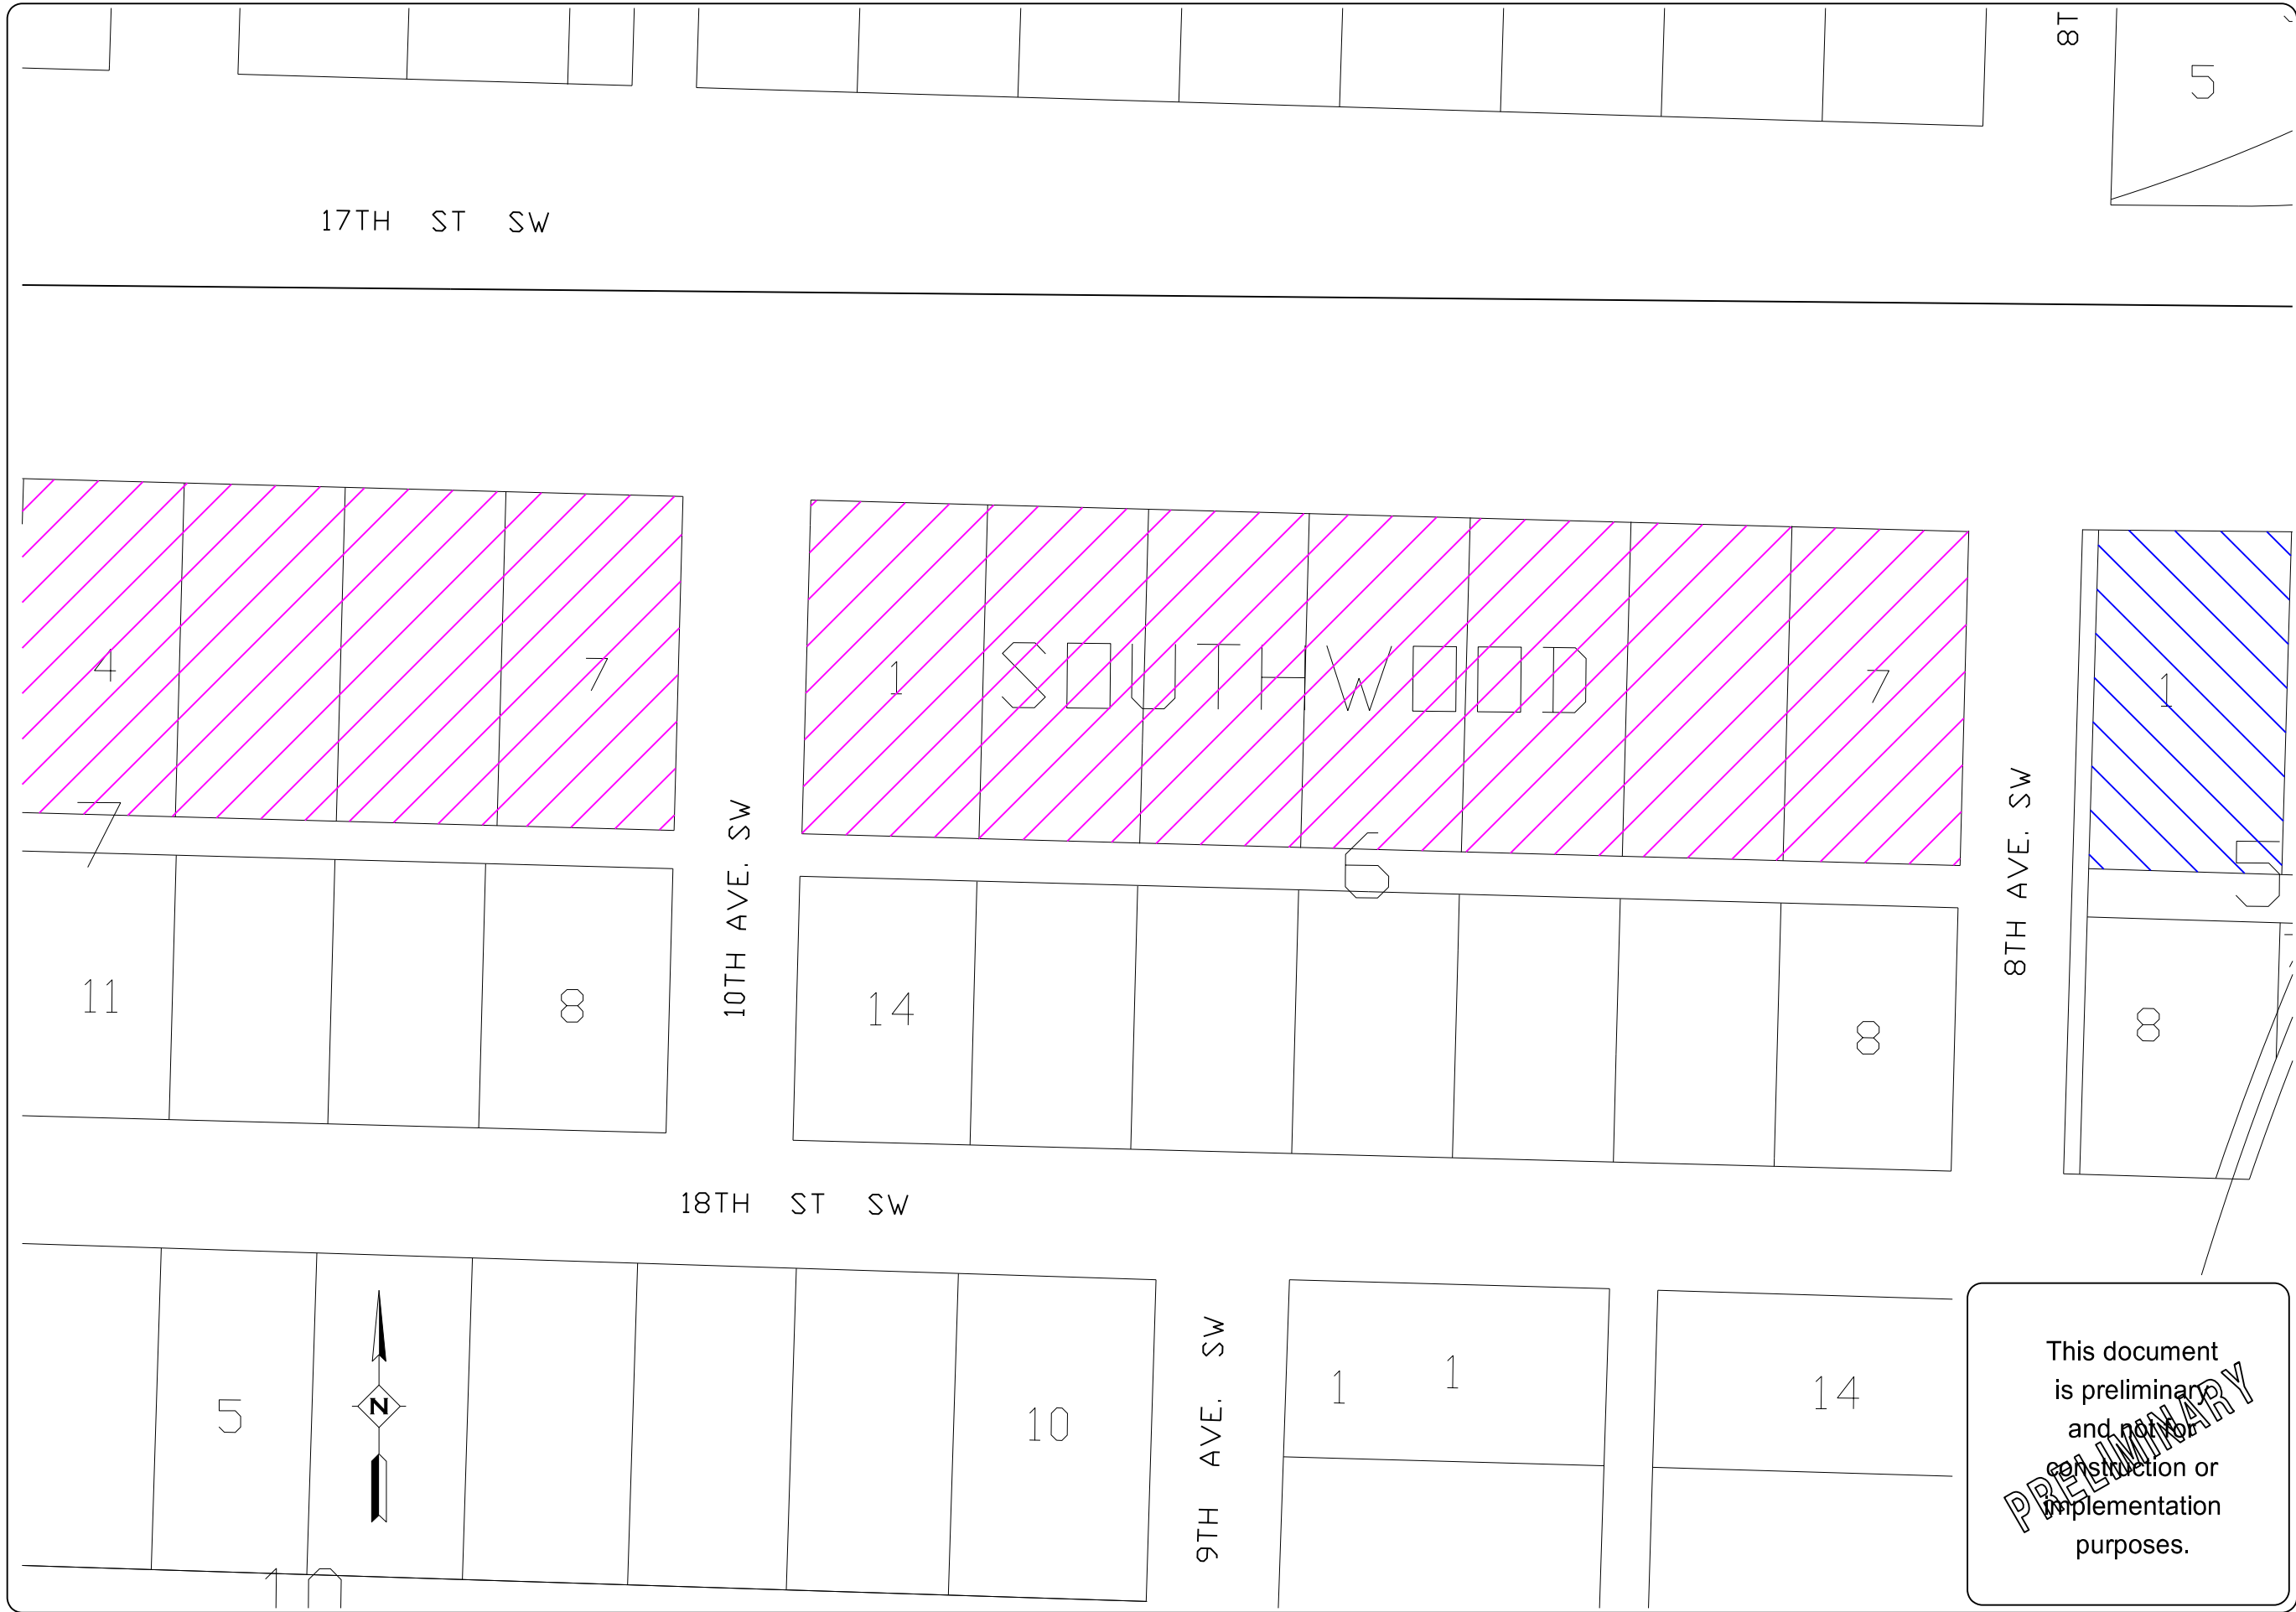 8T
5
17TH ST SW
4
7
1
SOUTHWOOD
7
1
7
6
5
10TH AVE. SW
8TH AVE. SW
11
8
14
8
8
18TH ST SW
5
N
10
9TH AVE. SW
1
1
14
10
This document
is preliminary
and not for
construction or
implementation
purposes.
PRELIMINARY